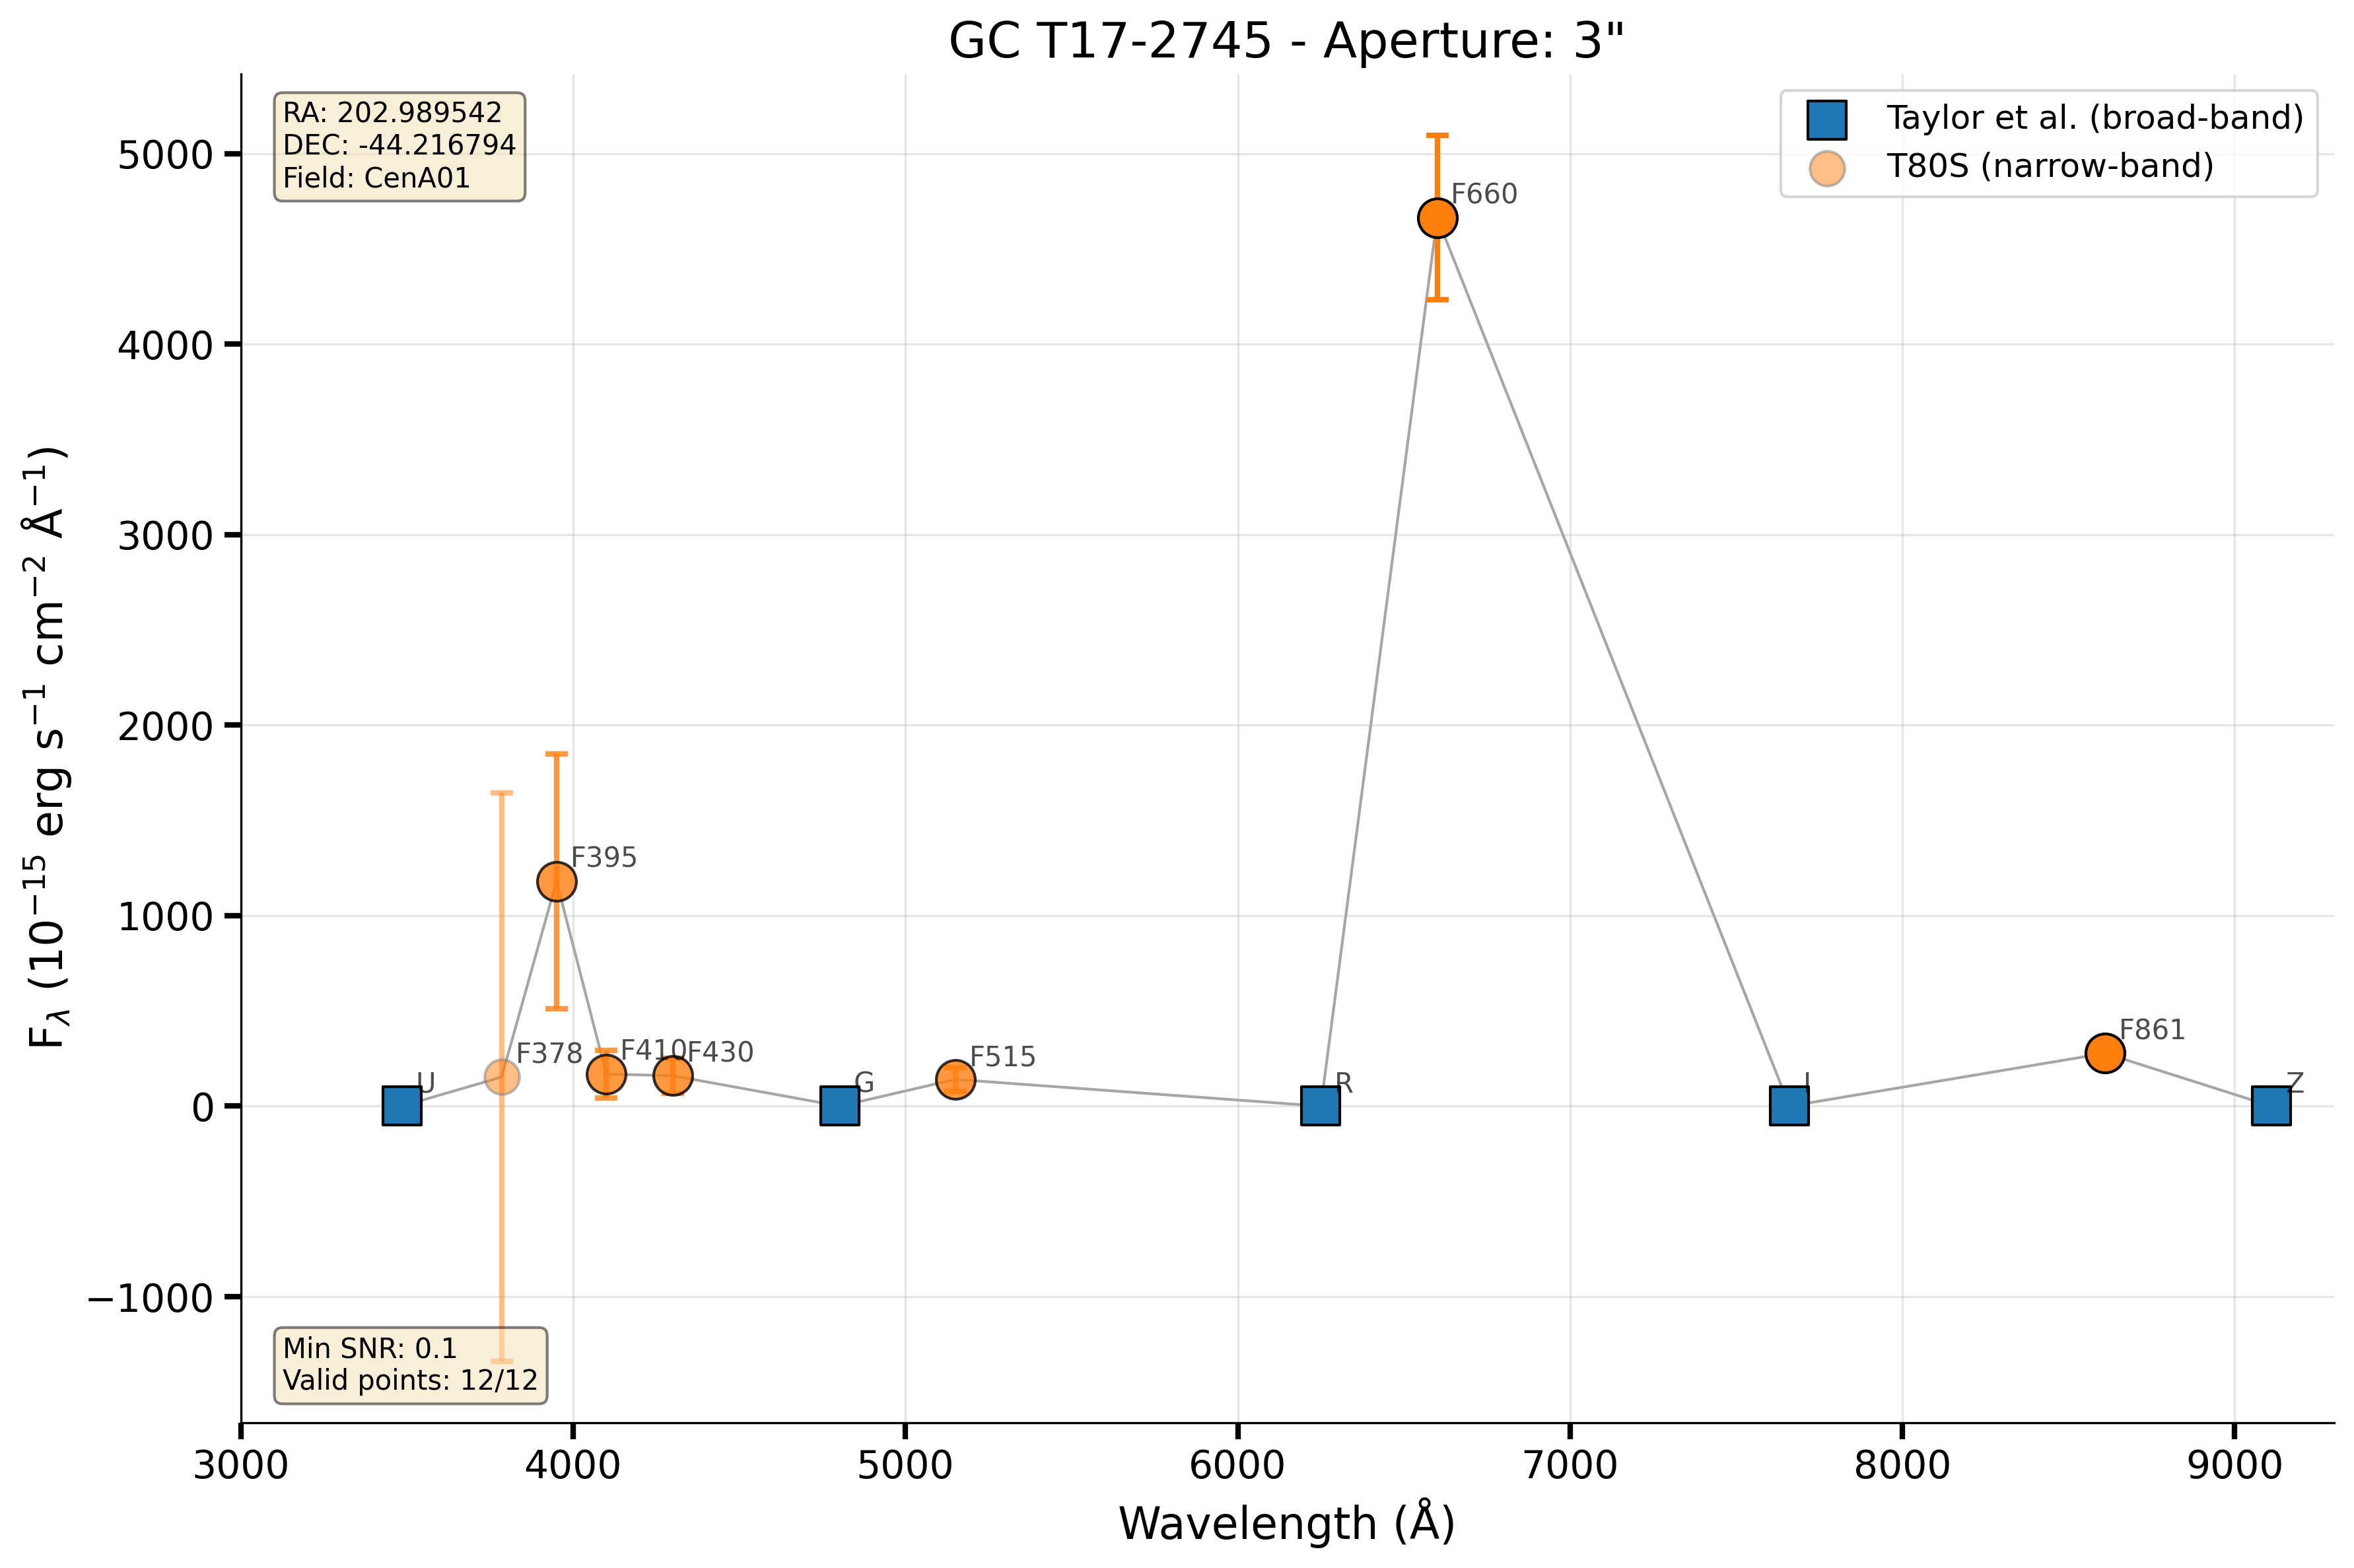 GC T17-2745 - Aperture: 3"
RA: 202.989542
DEC: -44.216794
Field: CenA01
Taylor et al. (broad-band)
T80S (narrow-band)
F660
F395
F378
F410
F430
F515
F861
U
G
R
I
Z
Min SNR: 0.1
Valid points: 12/12
5000
4000
3000
2000
1000
0
−1000
3000 4000 5000 6000 7000 8000 9000
Wavelength (Å)
F_λ (10⁻¹⁵ erg s⁻¹ cm⁻² Å⁻¹)